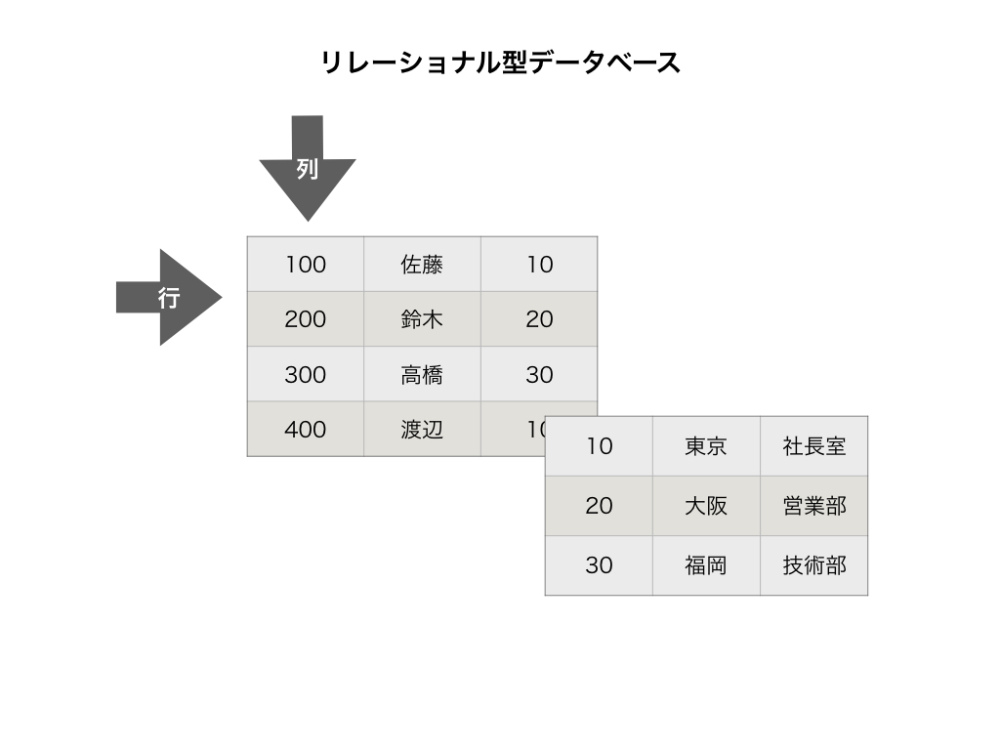 リレーショナル型データベース
列
行
100 佐藤 10
200 鈴木 20
300 高橋 30
400 渡辺 10
10 東京 社長室
20 大阪 営業部
30 福岡 技術部